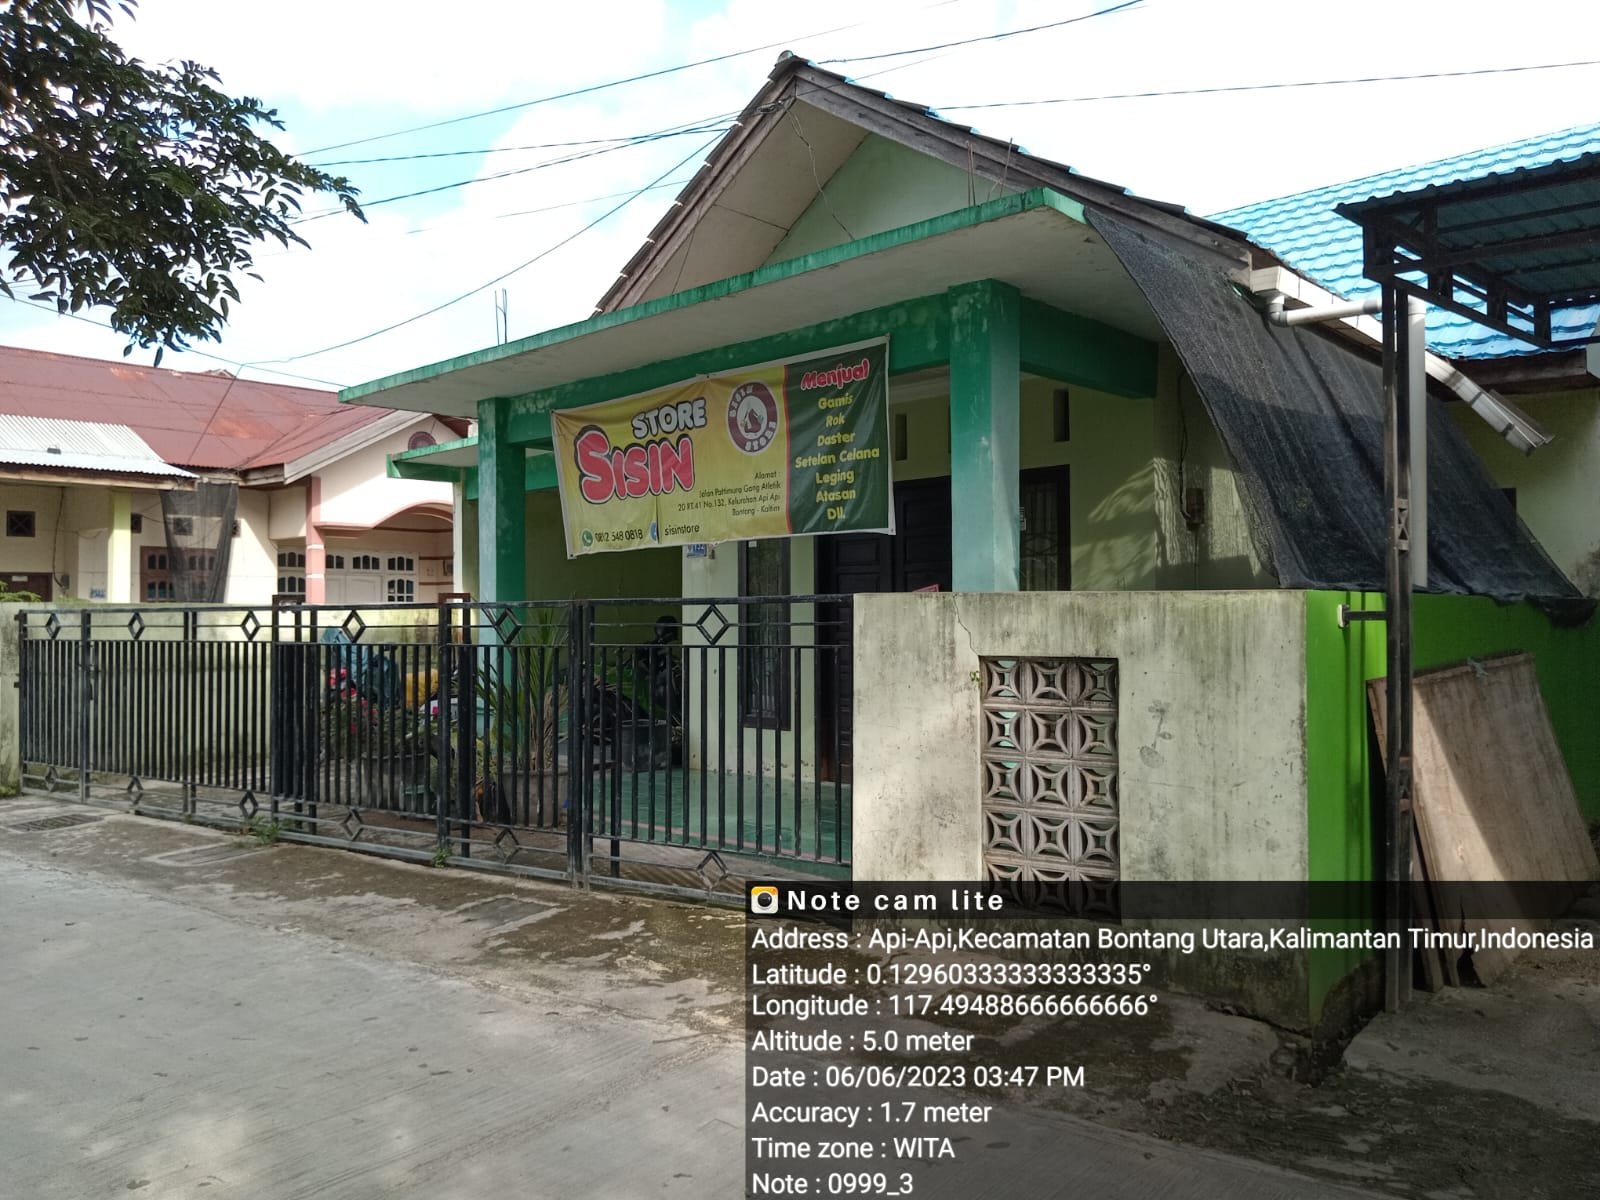 STORE
SISIN
Alamat :
Jalan Pattimura Gang Atletik
20 RT.41 No.132, Kelurahan Api Api
Bontang - Kaltim
0812 548 0818
sisinstore
Menjual
Gamis
Rok
Daster
Setelan Celana
Leging
Atasan
Dll.
Note cam lite
Address : Api-Api,Kecamatan Bontang Utara,Kalimantan Timur,Indonesia
Latitude : 0.12960333333333335°
Longitude : 117.49488666666666°
Altitude : 5.0 meter
Date : 06/06/2023 03:47 PM
Accuracy : 1.7 meter
Time zone : WITA
Note : 0999_3